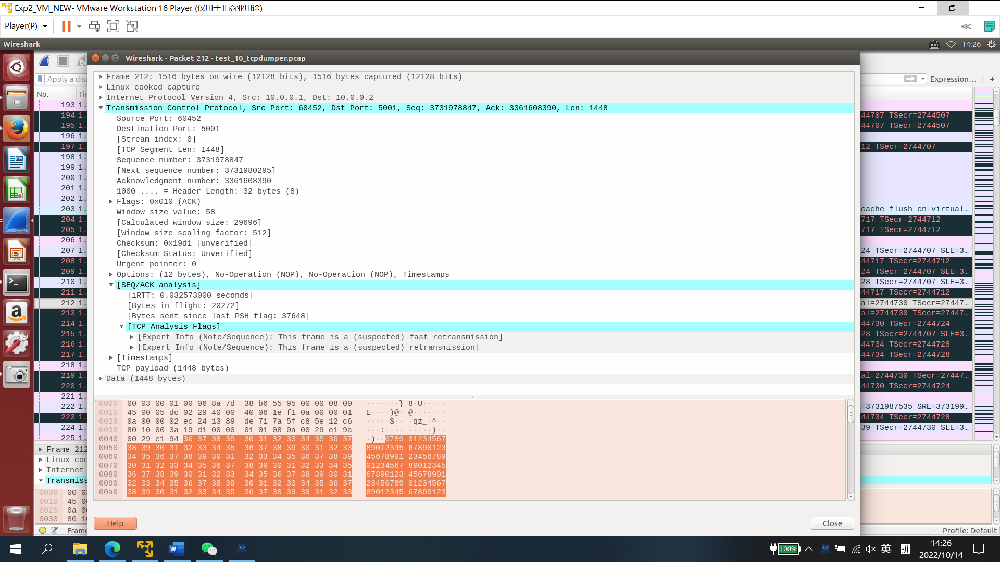 Exp2_VM_NEW- VMware Workstation 16 Player (仅用于非商业用途)
Player(P)
Wireshark
14:26
Wireshark · Packet 212 · test_10_tcpdumper.pcap
Apply a disp
Expression…
+
No.
Tin
Frame 212: 1516 bytes on wire (12128 bits), 1516 bytes captured (12128 bits)
Linux cooked capture
Internet Protocol Version 4, Src: 10.0.0.1, Dst: 10.0.0.2
Transmission Control Protocol, Src Port: 60452, Dst Port: 5001, Seq: 3731978847, Ack: 3361608390, Len: 1448
Source Port: 60452
Destination Port: 5001
[Stream index: 0]
[TCP Segment Len: 1448]
Sequence number: 3731978847
[Next sequence number: 3731980295]
Acknowledgment number: 3361608390
1000 .... = Header Length: 32 bytes (8)
Flags: 0x010 (ACK)
Window size value: 58
[Calculated window size: 29696]
[Window size scaling factor: 512]
Checksum: 0x19d1 [unverified]
[Checksum Status: Unverified]
Urgent pointer: 0
Options: (12 bytes), No-Operation (NOP), No-Operation (NOP), Timestamps
[SEQ/ACK analysis]
[iRTT: 0.032573000 seconds]
[Bytes in flight: 20272]
[Bytes sent since last PSH flag: 37648]
[TCP Analysis Flags]
[Expert Info (Note/Sequence): This frame is a (suspected) fast retransmission]
[Expert Info (Note/Sequence): This frame is a (suspected) retransmission]
[Timestamps]
TCP payload (1448 bytes)
Data (1448 bytes)
0000 00 03 00 01 00 06 8a 7d 38 b6 55 95 00 00 08 00 ·······} 8·U·····
0010 45 00 05 dc 02 29 40 00 40 06 1e f1 0a 00 00 01 E····)@· @·······
0020 0a 00 00 02 ec 24 13 89 de 71 7a 5f c8 5e 12 c6 ·····$·· ·qz_·^··
0030 80 10 00 3a 19 d1 00 00 01 01 08 0a 00 29 e1 9a ···:···· ·····)··
0040 00 29 e1 94 36 37 38 39 30 31 32 33 34 35 36 37 ·)··6789 01234567
0050 38 39 30 31 32 33 34 35 36 37 38 39 30 31 32 33 89012345 67890123
0060 34 35 36 37 38 39 30 31 32 33 34 35 36 37 38 39 45678901 23456789
0070 30 31 32 33 34 35 36 37 38 39 30 31 32 33 34 35 01234567 89012345
0080 36 37 38 39 30 31 32 33 34 35 36 37 38 39 30 31 67890123 45678901
0090 32 33 34 35 36 37 38 39 30 31 32 33 34 35 36 37 23456789 01234567
00a0 38 39 30 31 32 33 34 35 36 37 38 39 30 31 32 33 89012345 67890123
Help
Close
193 1.
194 1. 44707 TSecr=2744507
195 1. 44707 TSecr=2744507
196 1.
197 1. 12 TSecr=2744707
198 1.
199 1.
200 1.
201 1.
202 1.
203 1. cache flush cn-virtual…
204 1. 717 TSecr=2744712
205 1. 717 TSecr=2744712
206 1.
207 1. 24 TSecr=2744707 SLE=3…
208 1. 44717 TSecr=2744712
209 1. 24 TSecr=2744707 SLE=3…
210 1. 28 TSecr=2744707 SLE=3…
211 1. 44717 TSecr=2744712
212 1. al=2744730 TSecr=27447…
213 1. al=2744730 TSecr=27447…
214 1. 44730 TSecr=2744724
215 1. 28 TSecr=2744707 SLE=3…
216 1. 44734 TSecr=2744728
217 1. 44734 TSecr=2744728
218 1.
219 1. al=2744730 TSecr=27447…
220 1. 44730 TSecr=2744724
221 1.
222 1. =3731987535 SRE=373199…
223 1. 44734 TSecr=2744728
224 1. 39 TSecr=2744730 SLE=3…
225 1.
Frame 212
Linux coo
Internet
Transmiss
0000 00 03
0010 45 00
0020 0a 00
0030 80 10
Frame
Profile: Default
100%
英
拼
14:26
2022/10/14